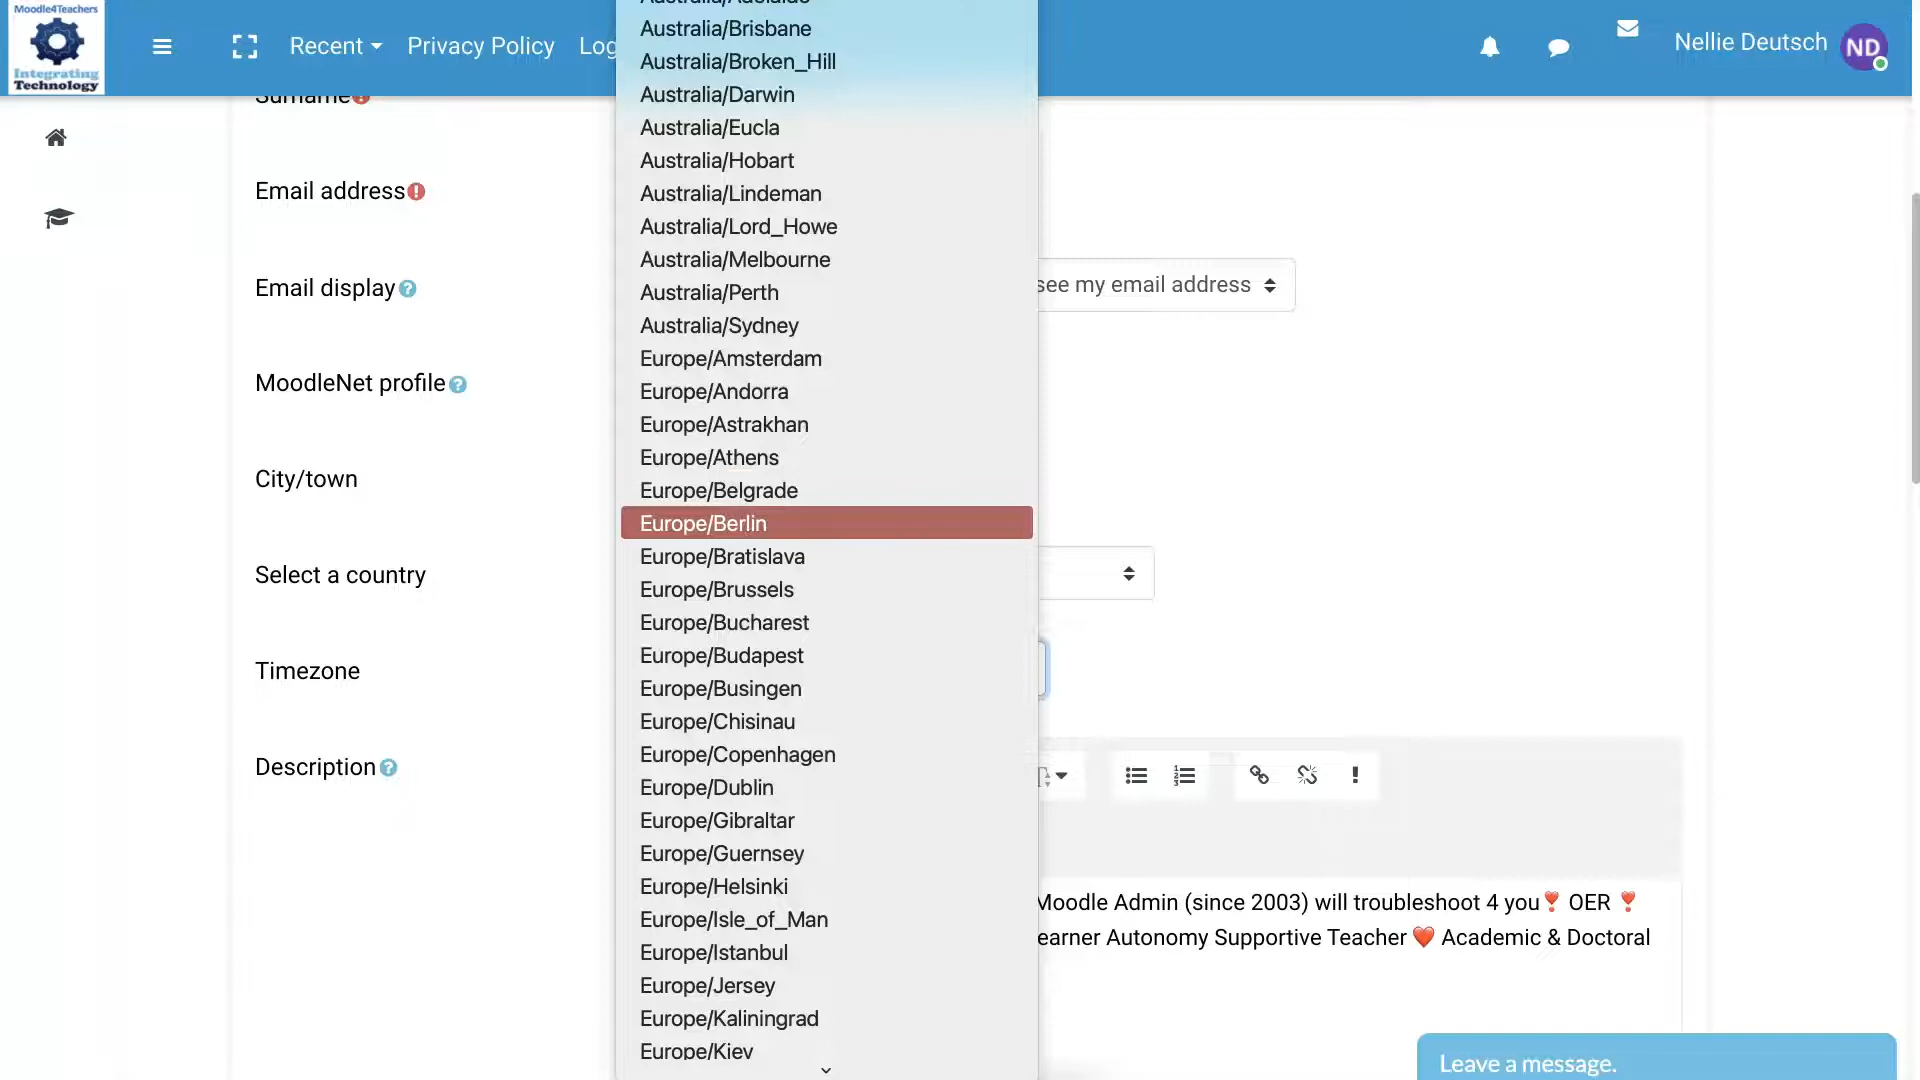 Moodle4Teachers
Integrating
Technology
Recent
Privacy Policy
Log
Nellie Deutsch
ND
Surname
Email address
Email display
see my email address
MoodleNet profile
City/town
Select a country
Timezone
Description
Australia/Adelaide
Australia/Brisbane
Australia/Broken_Hill
Australia/Darwin
Australia/Eucla
Australia/Hobart
Australia/Lindeman
Australia/Lord_Howe
Australia/Melbourne
Australia/Perth
Australia/Sydney
Europe/Amsterdam
Europe/Andorra
Europe/Astrakhan
Europe/Athens
Europe/Belgrade
Europe/Berlin
Europe/Bratislava
Europe/Brussels
Europe/Bucharest
Europe/Budapest
Europe/Busingen
Europe/Chisinau
Europe/Copenhagen
Europe/Dublin
Europe/Gibraltar
Europe/Guernsey
Europe/Helsinki
Europe/Isle_of_Man
Europe/Istanbul
Europe/Jersey
Europe/Kaliningrad
Europe/Kiev
Moodle Admin (since 2003) will troubleshoot 4 you❣️ OER ❣️
earner Autonomy Supportive Teacher ❤️ Academic & Doctoral
Leave a message.